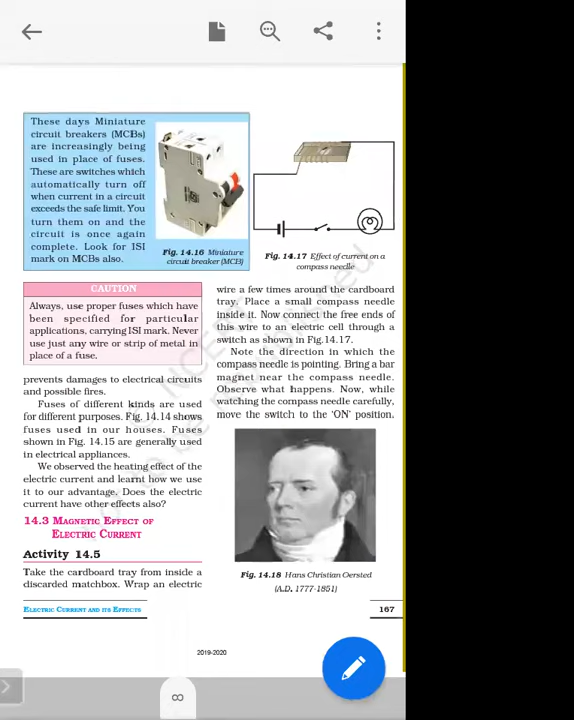 These days Miniature
circuit breakers (MCBs)
are increasingly being
used in place of fuses.
These are switches which
automatically turn off
when current in a circuit
exceeds the safe limit. You
turn them on and the
circuit is once again
complete. Look for ISI
mark on MCBs also.
Fig. 14.16 Miniature
circuit breaker (MCB)
CAUTION
Always, use proper fuses which have
been specified for particular
applications, carrying ISI mark. Never
use just any wire or strip of metal in
place of a fuse.
prevents damages to electrical circuits
and possible fires.
Fuses of different kinds are used
for different purposes. Fig. 14.14 shows
fuses used in our houses. Fuses
shown in Fig. 14.15 are generally used
in electrical appliances.
We observed the heating effect of the
electric current and learnt how we use
it to our advantage. Does the electric
current have other effects also?
14.3 MAGNETIC EFFECT OF
ELECTRIC CURRENT
Activity 14.5
Take the cardboard tray from inside a
discarded matchbox. Wrap an electric
Fig. 14.17 Effect of current on a
compass needle
wire a few times around the cardboard
tray. Place a small compass needle
inside it. Now connect the free ends of
this wire to an electric cell through a
switch as shown in Fig.14.17.
Note the direction in which the
compass needle is pointing. Bring a bar
magnet near the compass needle.
Observe what happens. Now, while
watching the compass needle carefully,
move the switch to the 'ON' position,
Fig. 14.18 Hans Christian Oersted
(A.D. 1777-1851)
ELECTRIC CURRENT AND ITS EFFECTS
167
2019-2020